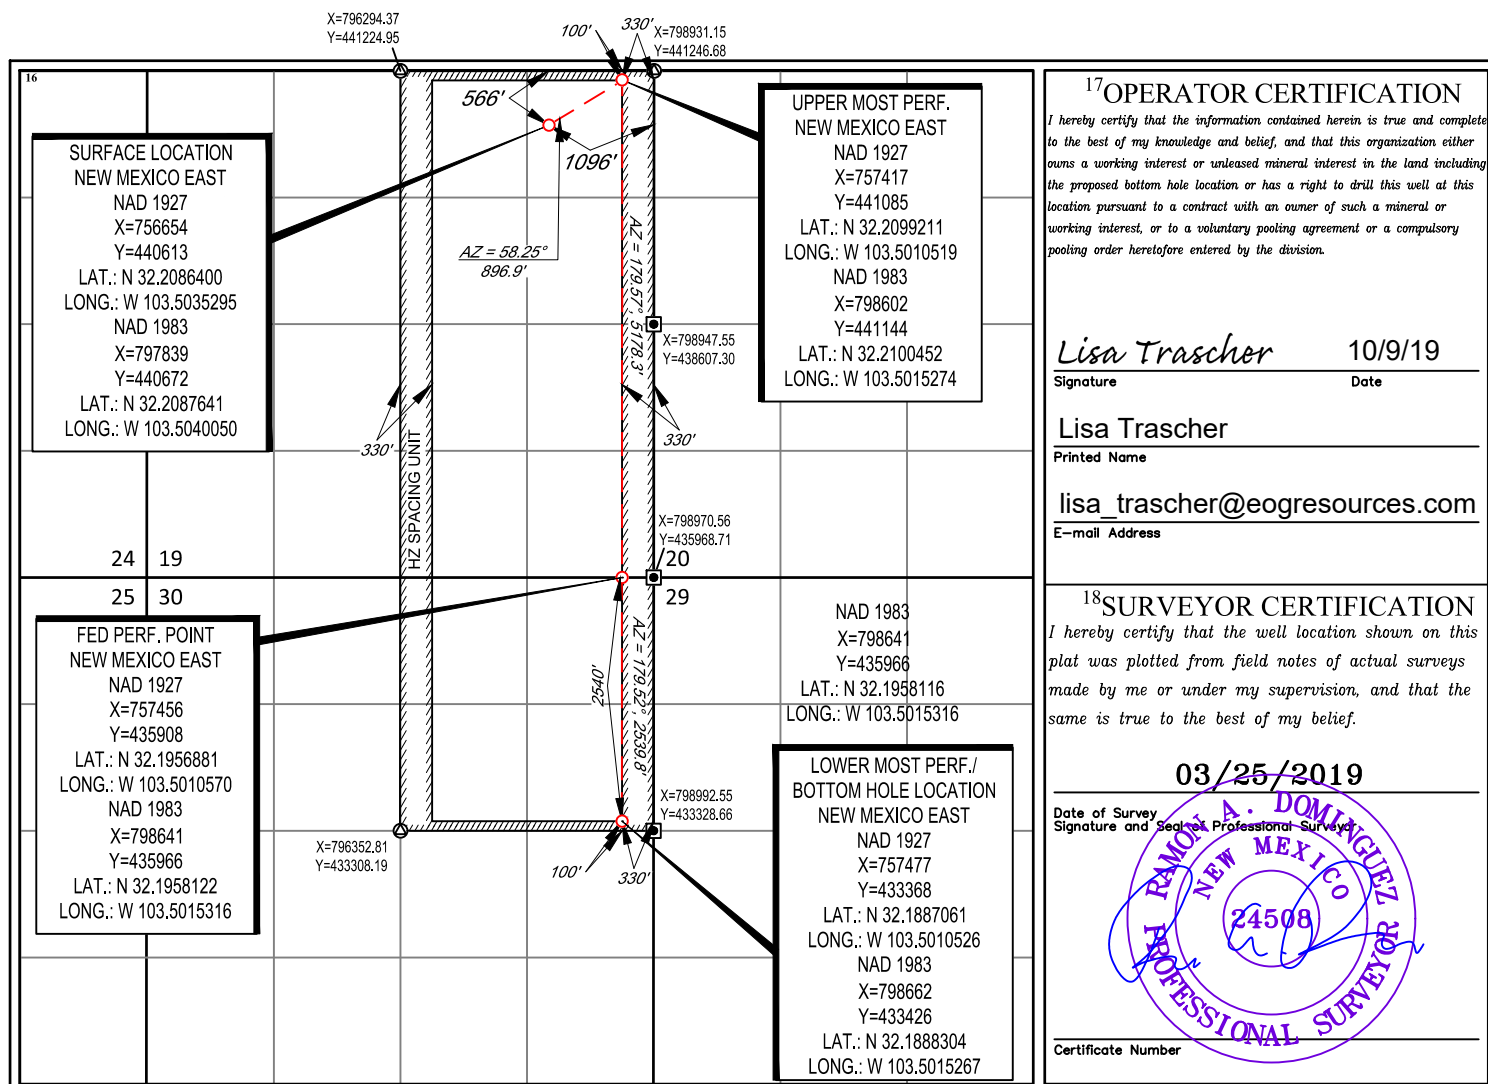 X=796294.37
Y=441224.95
100'
330'
X=798931.15
Y=441246.68
16
566'
1096'
AZ = 58.25°
896.9'
SURFACE LOCATION
NEW MEXICO EAST
NAD 1927
X=756654
Y=440613
LAT.: N 32.2086400
LONG.: W 103.5035295
NAD 1983
X=797839
Y=440672
LAT.: N 32.2087641
LONG.: W 103.5040050
UPPER MOST PERF.
NEW MEXICO EAST
NAD 1927
X=757417
Y=441085
LAT.: N 32.2099211
LONG.: W 103.5010519
NAD 1983
X=798602
Y=441144
LAT.: N 32.2100452
LONG.: W 103.5015274
AZ = 179.57°, 5178.3'
X=798947.55
Y=438607.30
330'
330'
HZ SPACING UNIT
X=798970.56
Y=435968.71
24
19
20
25
30
29
FED PERF. POINT
NEW MEXICO EAST
NAD 1927
X=757456
Y=435908
LAT.: N 32.1956881
LONG.: W 103.5010570
NAD 1983
X=798641
Y=435966
LAT.: N 32.1958122
LONG.: W 103.5015316
2540'
AZ = 179.52°, 2539.8'
NAD 1983
X=798641
Y=435966
LAT.: N 32.1958116
LONG.: W 103.5015316
X=798992.55
Y=433328.66
X=796352.81
Y=433308.19
100'
330'
LOWER MOST PERF./
BOTTOM HOLE LOCATION
NEW MEXICO EAST
NAD 1927
X=757477
Y=433368
LAT.: N 32.1887061
LONG.: W 103.5010526
NAD 1983
X=798662
Y=433426
LAT.: N 32.1888304
LONG.: W 103.5015267
17OPERATOR CERTIFICATION
I hereby certify that the information contained herein is true and complete
to the best of my knowledge and belief, and that this organization either
owns a working interest or unleased mineral interest in the land including
the proposed bottom hole location or has a right to drill this well at this
location pursuant to a contract with an owner of such a mineral or
working interest, or to a voluntary pooling agreement or a compulsory
pooling order heretofore entered by the division.
Lisa Trascher 10/9/19
Signature Date
Lisa Trascher
Printed Name
lisa_trascher@eogresources.com
E-mail Address
18SURVEYOR CERTIFICATION
I hereby certify that the well location shown on this
plat was plotted from field notes of actual surveys
made by me or under my supervision, and that the
same is true to the best of my belief.
03/25/2019
Date of Survey
Signature and Seal of Professional Surveyor
RAMON A. DOMINGUEZ
NEW MEXICO
24508
PROFESSIONAL SURVEYOR
Certificate Number